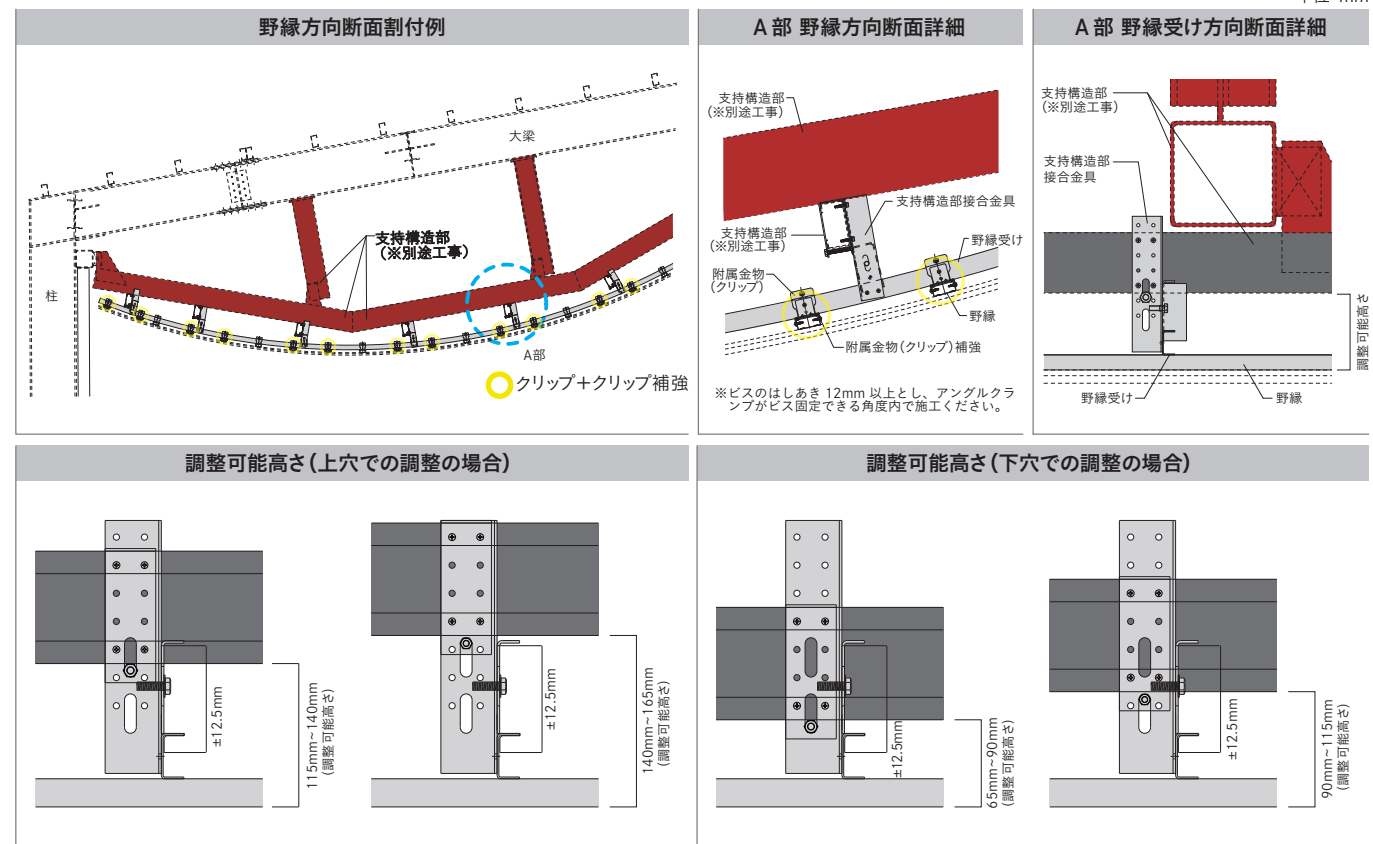 野縁方向断面割付例
大梁
支持構造部
(※別途工事)
柱
A部
クリップ+クリップ補強
A部 野縁方向断面詳細
支持構造部
(※別途工事)
支持構造部接合金具
支持構造部
(※別途工事)
野縁受け
附属金物
(クリップ)
野縁
附属金物(クリップ)補強
※ビスのはしあき 12mm 以上とし、アングルクラ
ンプがビス固定できる角度内で施工ください。
A部 野縁受け方向断面詳細
支持構造部
(※別途工事)
支持構造部
接合金具
調整可能高さ
野縁受け
野縁
調整可能高さ(上穴での調整の場合)
±12.5mm
115mm~140mm
(調整可能高さ)
±12.5mm
140mm~165mm
(調整可能高さ)
調整可能高さ(下穴での調整の場合)
±12.5mm
65mm~90mm
(調整可能高さ)
±12.5mm
90mm~115mm
(調整可能高さ)